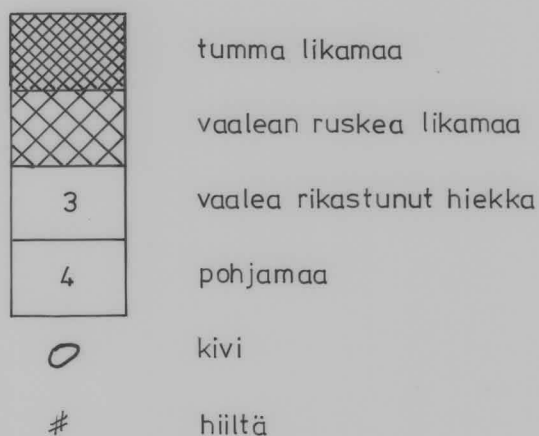 tumma likamaa
vaalean ruskea likamaa
3 vaalea rikastunut hiekka
4 pohjamaa
kivi
# hiiltä